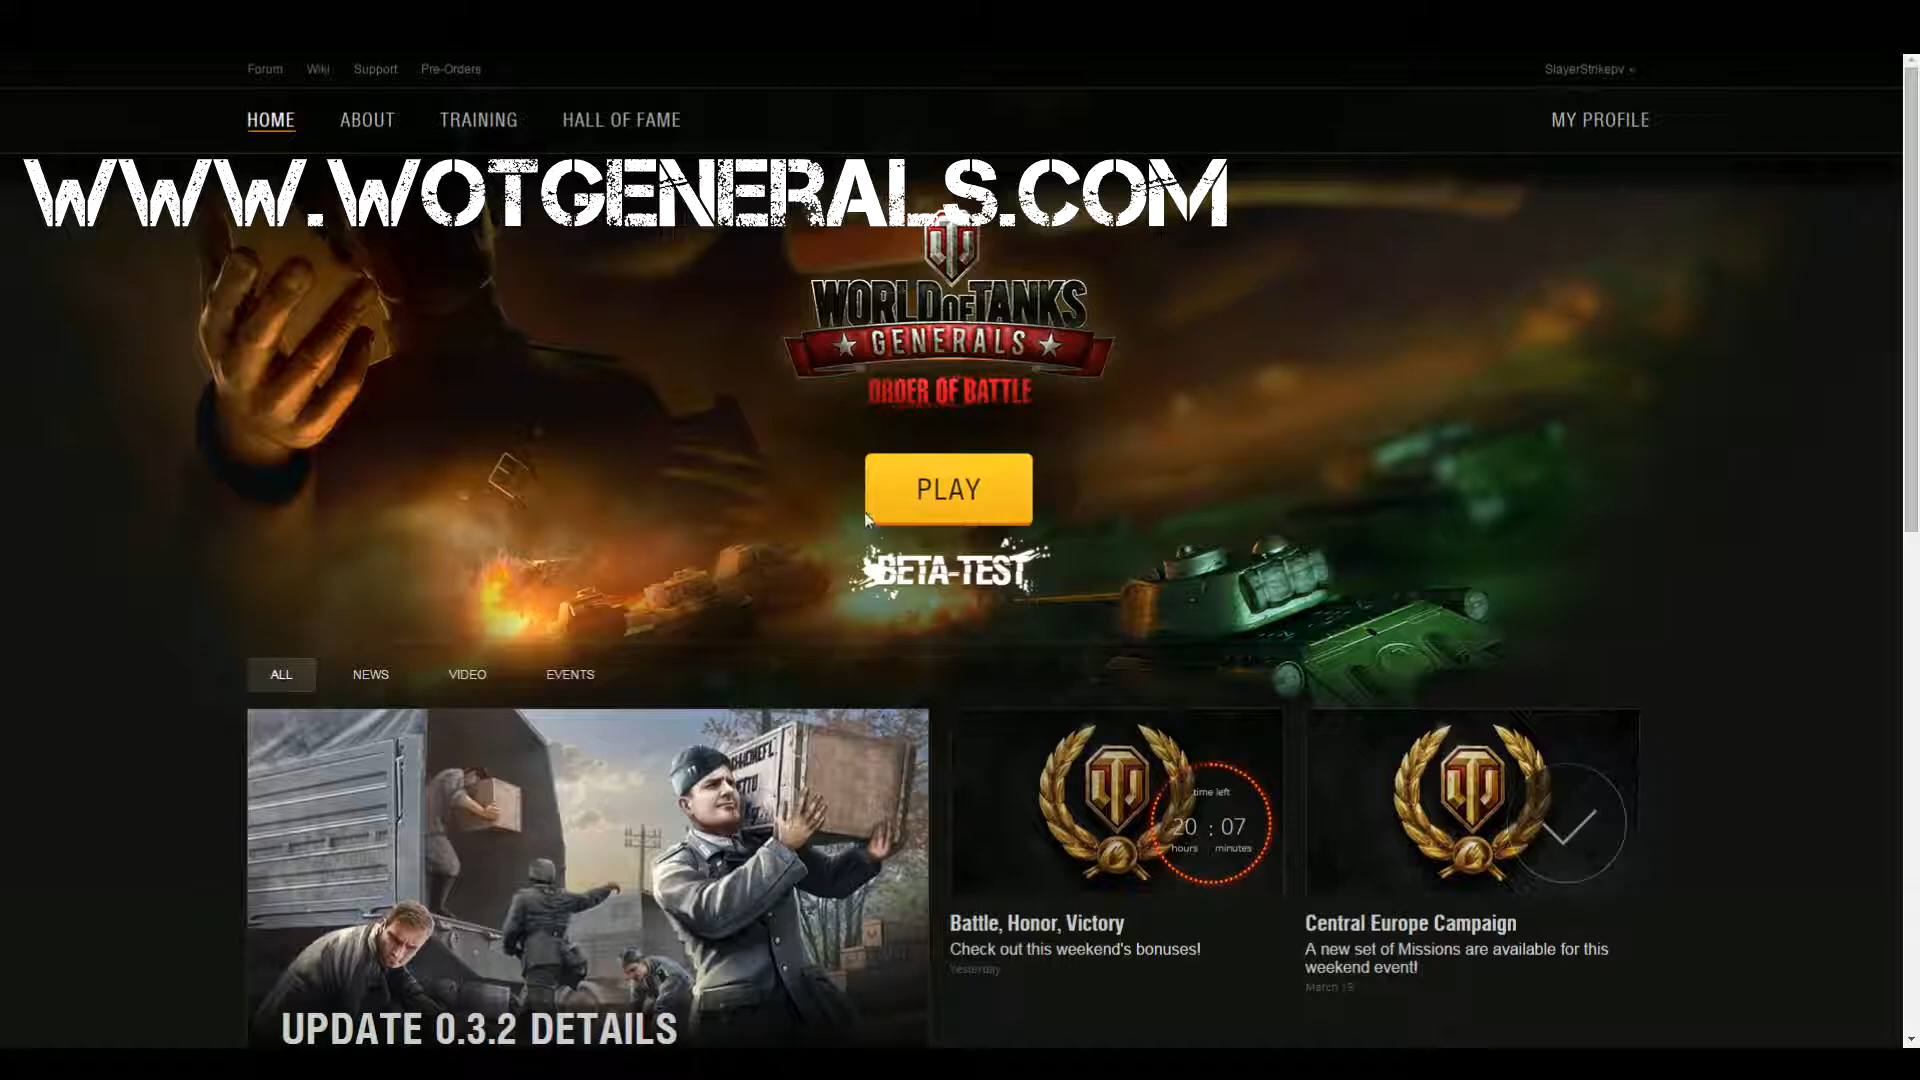 Forum Wiki Support Pre-Orders SlayerStrikepv
HOME ABOUT TRAINING HALL OF FAME MY PROFILE
WWW.WOTGENERALS.COM
WORLD OF TANKS
GENERALS
ORDER OF BATTLE
PLAY
BETA-TEST
ALL NEWS VIDEO EVENTS
time left
20 : 07
hours minutes
Battle, Honor, Victory
Check out this weekend's bonuses!
Yesterday
Central Europe Campaign
A new set of Missions are available for this
weekend event!
UPDATE 0.3.2 DETAILS